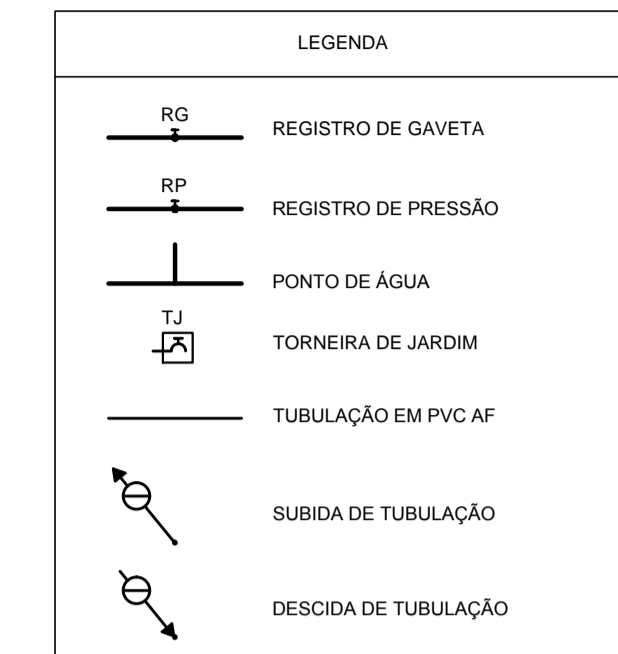 LEGENDA
RG
REGISTRO DE GAVETA
RP
REGISTRO DE PRESSÃO
PONTO DE ÁGUA
TJ
TORNEIRA DE JARDIM
TUBULAÇÃO EM PVC AF
SUBIDA DE TUBULAÇÃO
DESCIDA DE TUBULAÇÃO